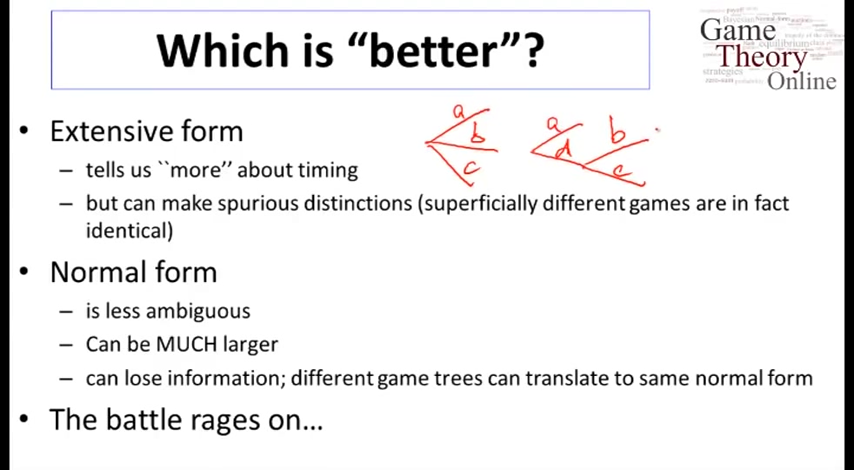 Which is “better”?
Game
Theory
Online
equilibrium
strategies
• Extensive form
– tells us ``more’’ about timing
– but can make spurious distinctions (superficially different games are in fact
identical)
• Normal form
– is less ambiguous
– Can be MUCH larger
– can lose information; different game trees can translate to same normal form
• The battle rages on…
a
b
c
a
d
b
c